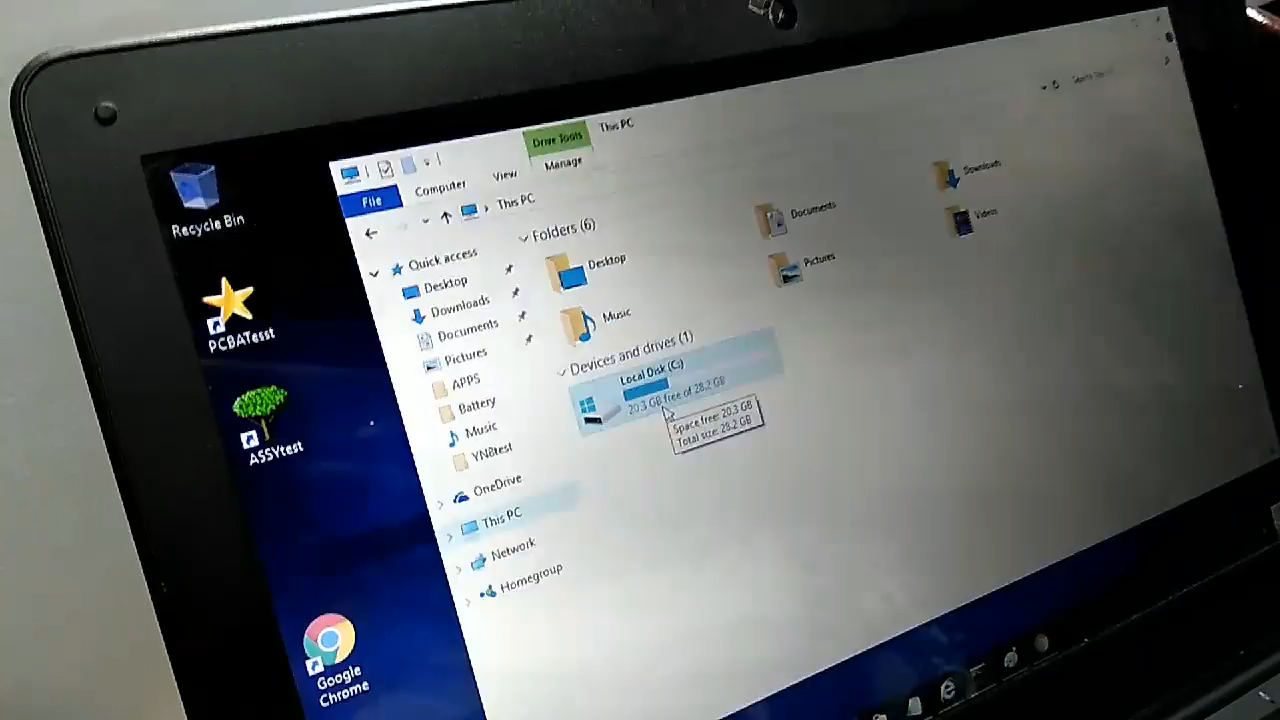 Recycle Bin
PCBATesst
ASSYtest
Google
Chrome
Drive Tools
This PC
File
Computer
View
Manage
This PC
Quick access
Desktop
Downloads
Documents
Pictures
APPS
Battery
Music
YN8test
OneDrive
This PC
Network
Homegroup
Folders (6)
Desktop
Documents
Downloads
Music
Pictures
Videos
Devices and drives (1)
Local Disk (C:)
20.3 GB free of 28.2 GB
Space free: 20.3 GB
Total size: 28.2 GB